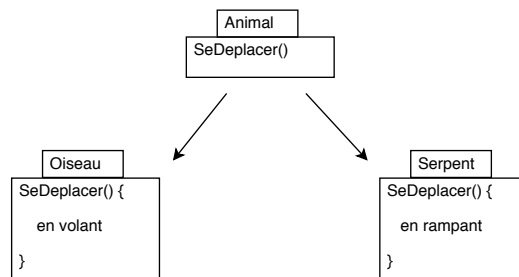 Animal
SeDeplacer()
Oiseau
SeDeplacer() {
en volant
}
Serpent
SeDeplacer() {
en rampant
}